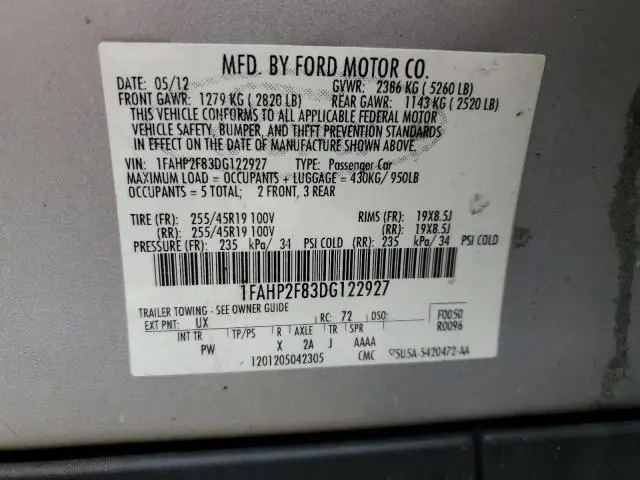 MFD. BY FORD MOTOR CO.
DATE: 05/12 GVWR: 2386 KG (5260 LB)
FRONT GAWR: 1279 KG (2820 LB) REAR GAWR: 1143 KG (2520 LB)
THIS VEHICLE CONFORMS TO ALL APPLICABLE FEDERAL MOTOR
VEHICLE SAFETY, BUMPER, AND THEFT PREVENTION STANDARDS
IN EFFECT ON THE DATE OF MANUFACTURE SHOWN ABOVE.
VIN: 1FAHP2F83DG122927 TYPE: Passenger Car
MAXIMUM LOAD = OCCUPANTS + LUGGAGE = 430KG/950LB
OCCUPANTS = 5 TOTAL; 2 FRONT, 3 REAR
TIRE (FR): 255/45R19 100V RIMS (FR): 19X8.5J
(RR): 255/45R19 100V (RR): 19X8.5J
PRESSURE (FR): 235 kPa/ 34 PSI COLD (RR): 235 kPa/ 34 PSI COLD
1FAHP2F83DG122927
TRAILER TOWING - SEE OWNER GUIDE
EXT PNT: UX RC: 72 DSO: F0050
INT TR TP/PS R AXLE TR SPR R0096
PW X 2A J AAAA
1201205042305 CMC ▽5U5A-5420472-AA